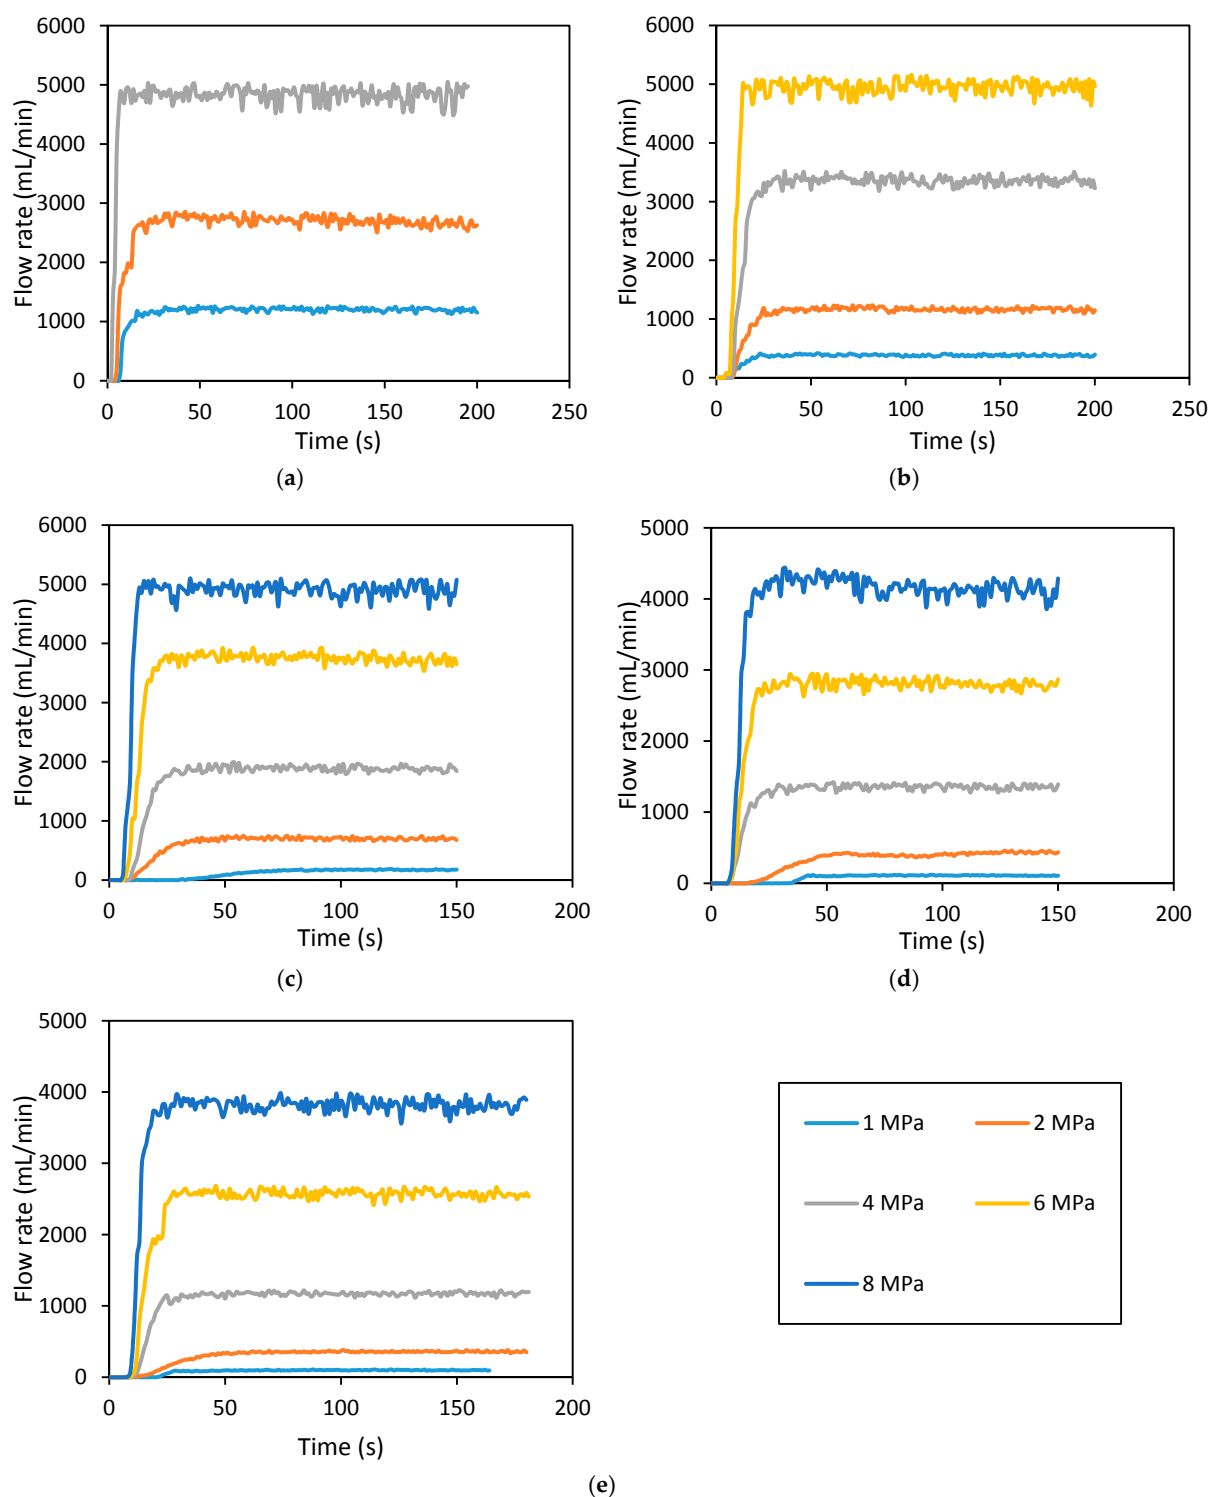 Flow rate (mL/min)
6000
5000
4000
3000
2000
1000
0
0 50 100 150 200 250
Time (s)
(a)
Flow rate (mL/min)
6000
5000
4000
3000
2000
1000
0
0 50 100 150 200 250
Time (s)
(b)
Flow rate (mL/min)
6000
5000
4000
3000
2000
1000
0
0 50 100 150 200
Time (s)
(c)
Flow rate (mL/min)
5000
4000
3000
2000
1000
0
0 50 100 150 200
Time (s)
(d)
Flow rate (mL/min)
5000
4000
3000
2000
1000
0
0 50 100 150 200
Time (s)
(e)
1 MPa 2 MPa
4 MPa 6 MPa
8 MPa